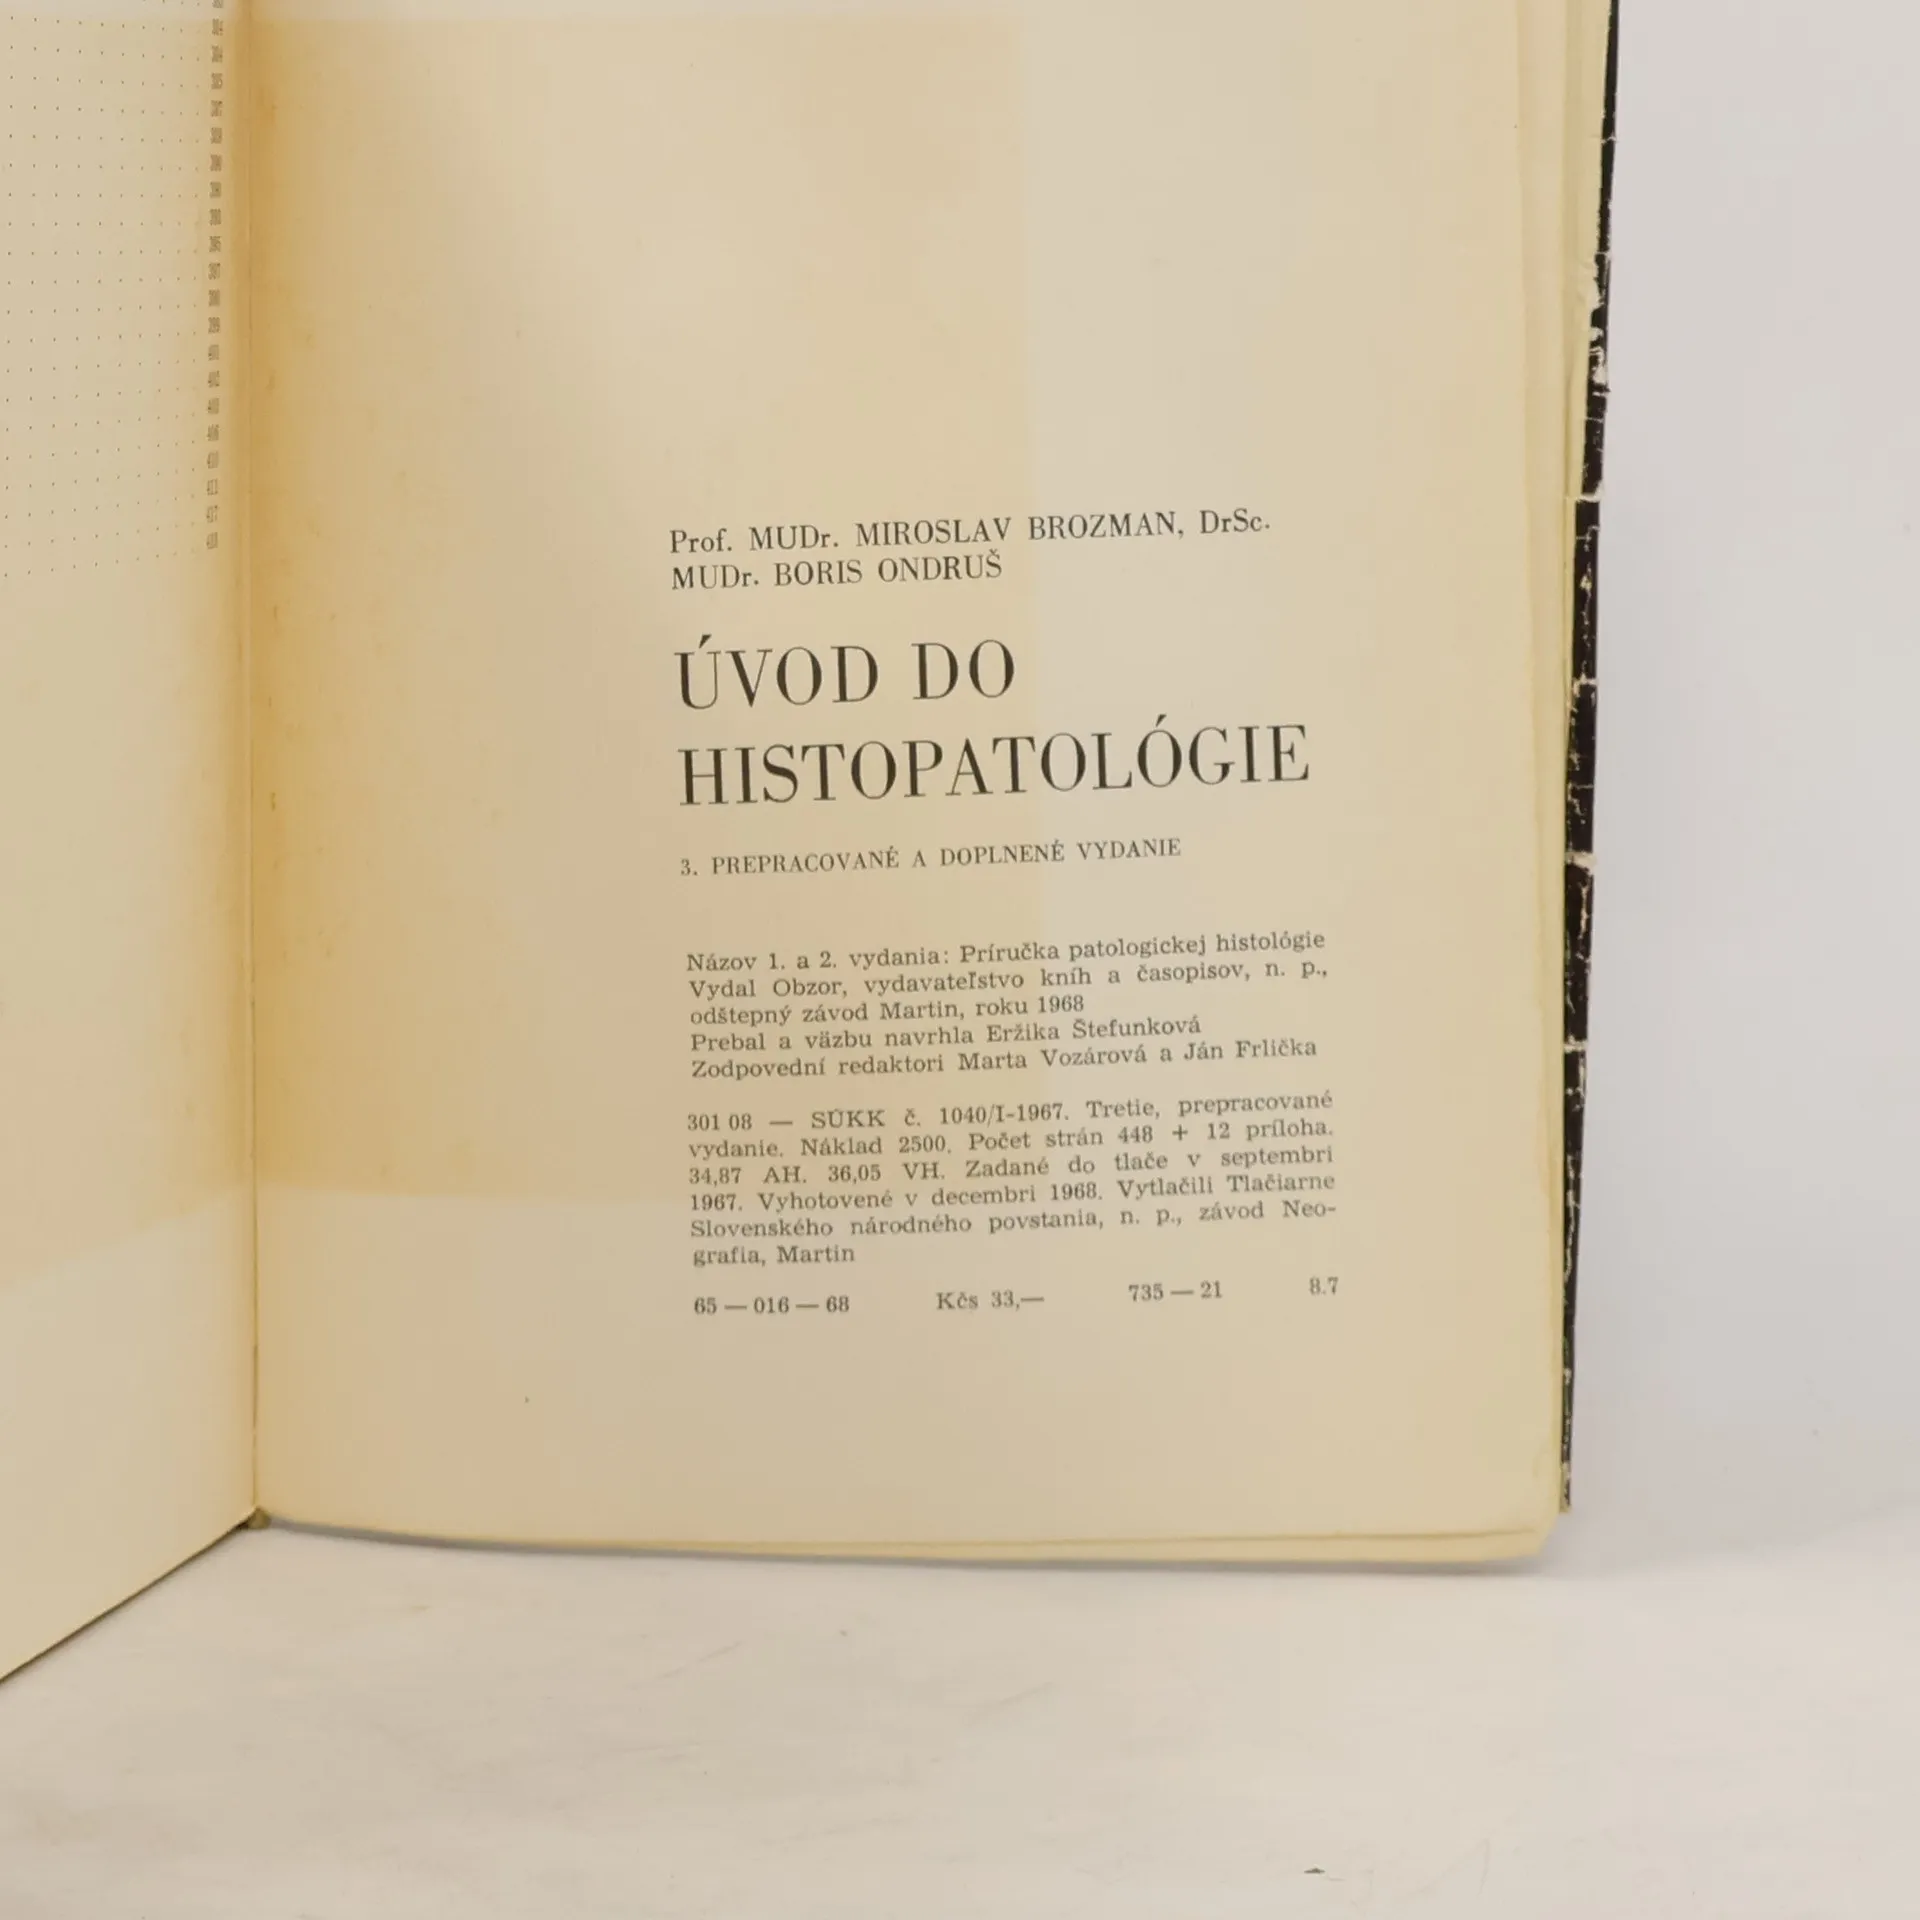 Prof. MUDr. MIROSLAV BROZMAN, DrSc.
MUDr. BORIS ONDRUŠ
ÚVOD DO
HISTOPATOLÓGIE
3. PREPRACOVANÉ A DOPLNENÉ VYDANIE
Názov 1. a 2. vydania: Príručka patologickej histológie
Vydal Obzor, vydavateľstvo kníh a časopisov, n. p.,
odštepný závod Martin, roku 1968
Prebal a väzbu navrhla Eržika Štefunková
Zodpovední redaktori Marta Vozárová a Ján Frlička
301 08 — SÚKK č. 1040/I-1967. Tretie, prepracované
vydanie. Náklad 2500. Počet strán 448 + 12 príloha.
34,87 AH. 36,05 VH. Zadané do tlače v septembri
1967. Vyhotovené v decembri 1968. Vytlačili Tlačiarne
Slovenského národného povstania, n. p., závod Neo-
grafia, Martin
65 — 016 — 68 Kčs 33,— 735 — 21 8.7